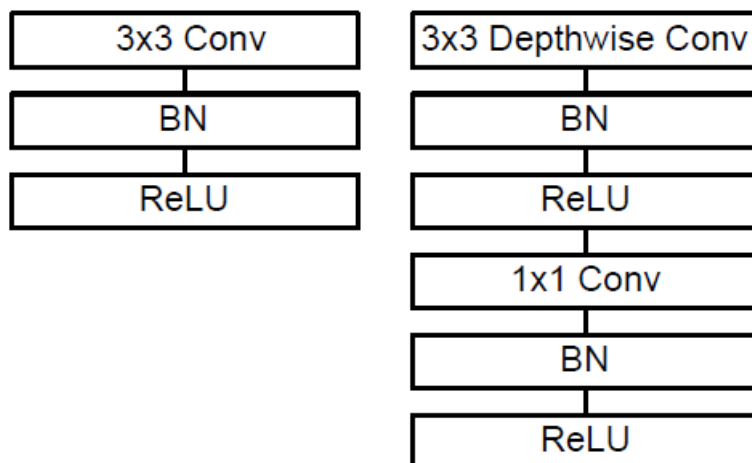 3x3 Conv
BN
ReLU
3x3 Depthwise Conv
BN
ReLU
1x1 Conv
BN
ReLU